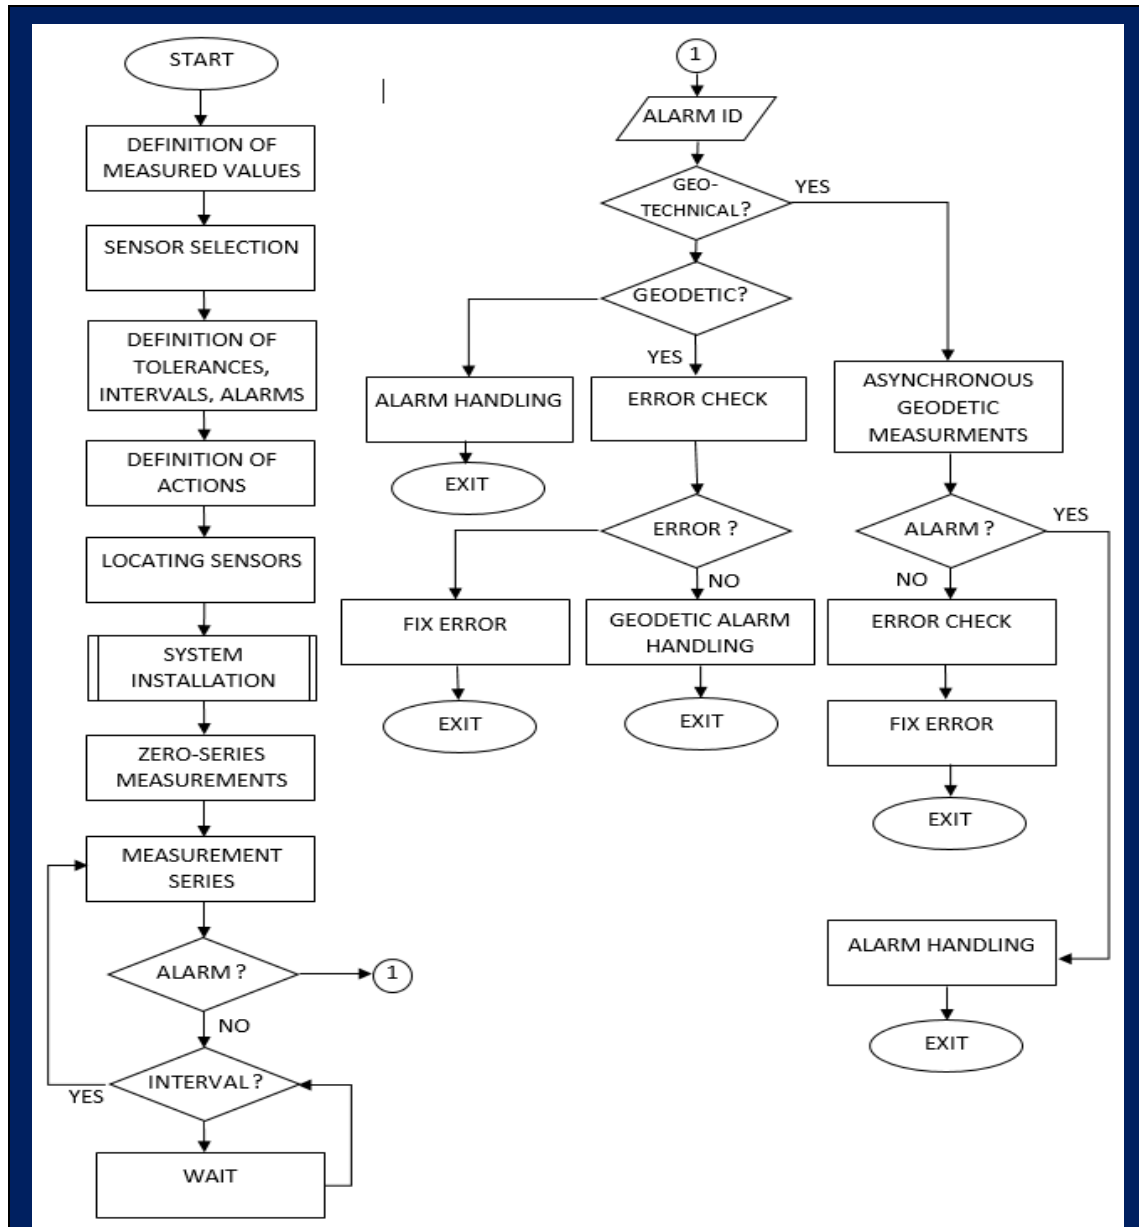 START
DEFINITION OF
MEASURED VALUES
SENSOR SELECTION
DEFINITION OF
TOLERANCES,
INTERVALS, ALARMS
DEFINITION OF
ACTIONS
LOCATING SENSORS
SYSTEM
INSTALLATION
ZERO-SERIES
MEASUREMENTS
MEASUREMENT
SERIES
ALARM ?
1
NO
INTERVAL ?
YES
WAIT
1
ALARM ID
GEO-
TECHNICAL?
YES
GEODETIC?
YES
ALARM HANDLING
EXIT
ERROR CHECK
ERROR ?
NO
FIX ERROR
EXIT
GEODETIC ALARM
HANDLING
EXIT
ASYNCHRONOUS
GEODETIC
MEASURMENTS
ALARM ?
YES
NO
ERROR CHECK
FIX ERROR
EXIT
ALARM HANDLING
EXIT